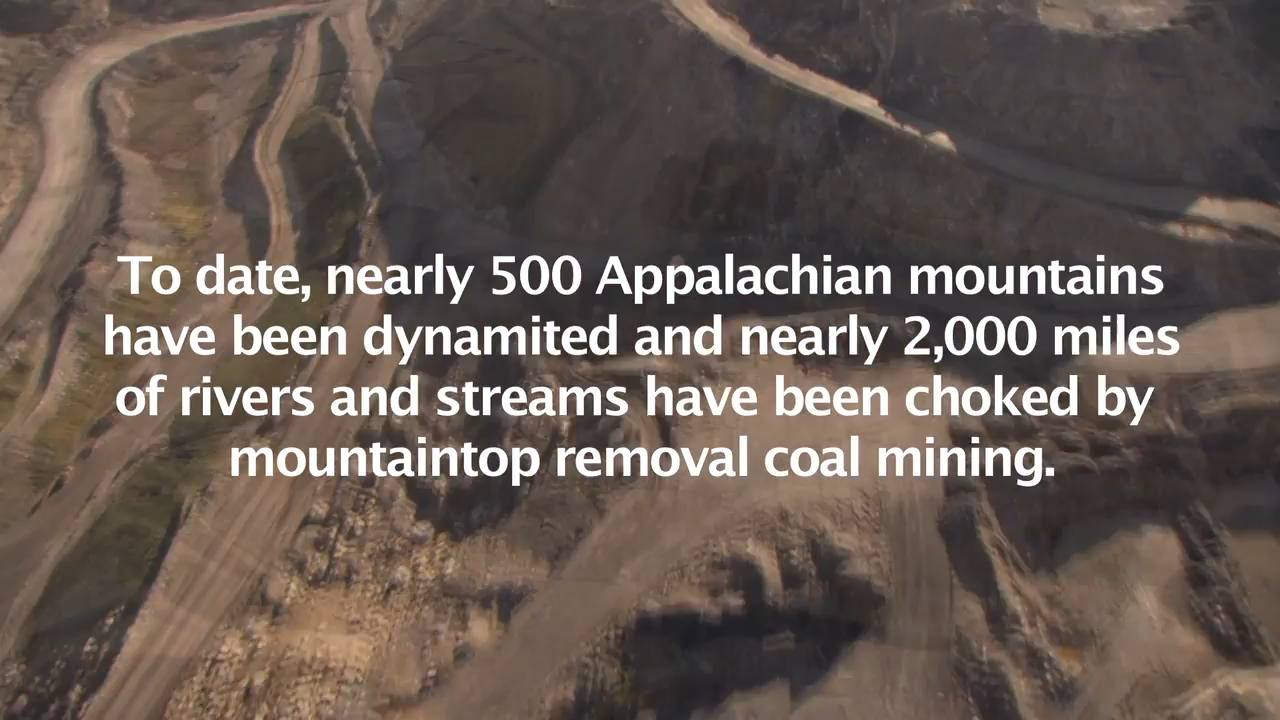 To date, nearly 500 Appalachian mountains
have been dynamited and nearly 2,000 miles
of rivers and streams have been choked by
mountaintop removal coal mining.